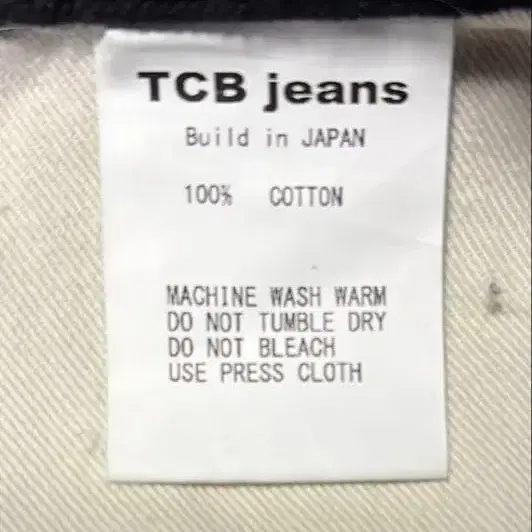 TCB jeans
Build in JAPAN
100% COTTON
MACHINE WASH WARM
DO NOT TUMBLE DRY
DO NOT BLEACH
USE PRESS CLOTH